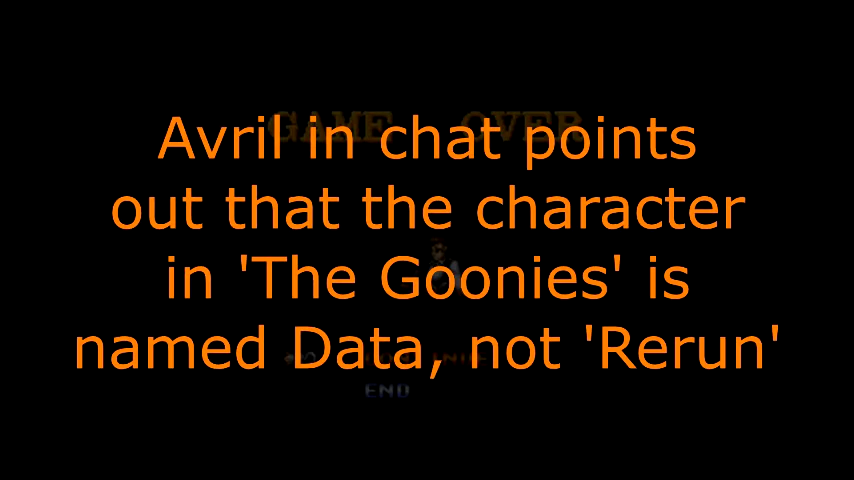 GAME OVER
Avril in chat points
out that the character
in 'The Goonies' is
named Data, not 'Rerun'
END